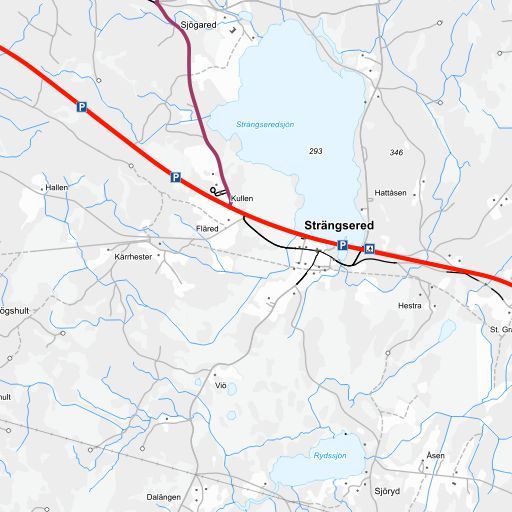 Sjögared
Strängseredsjön
293
346
P
P
Hallen
Kullen
Hattåsen
Flåred
Strängsered
P
Kärrhester
Hestra
St. Gr
ögshult
Viö
hult
Rydssjön
Åsen
Sjöryd
Dalängen